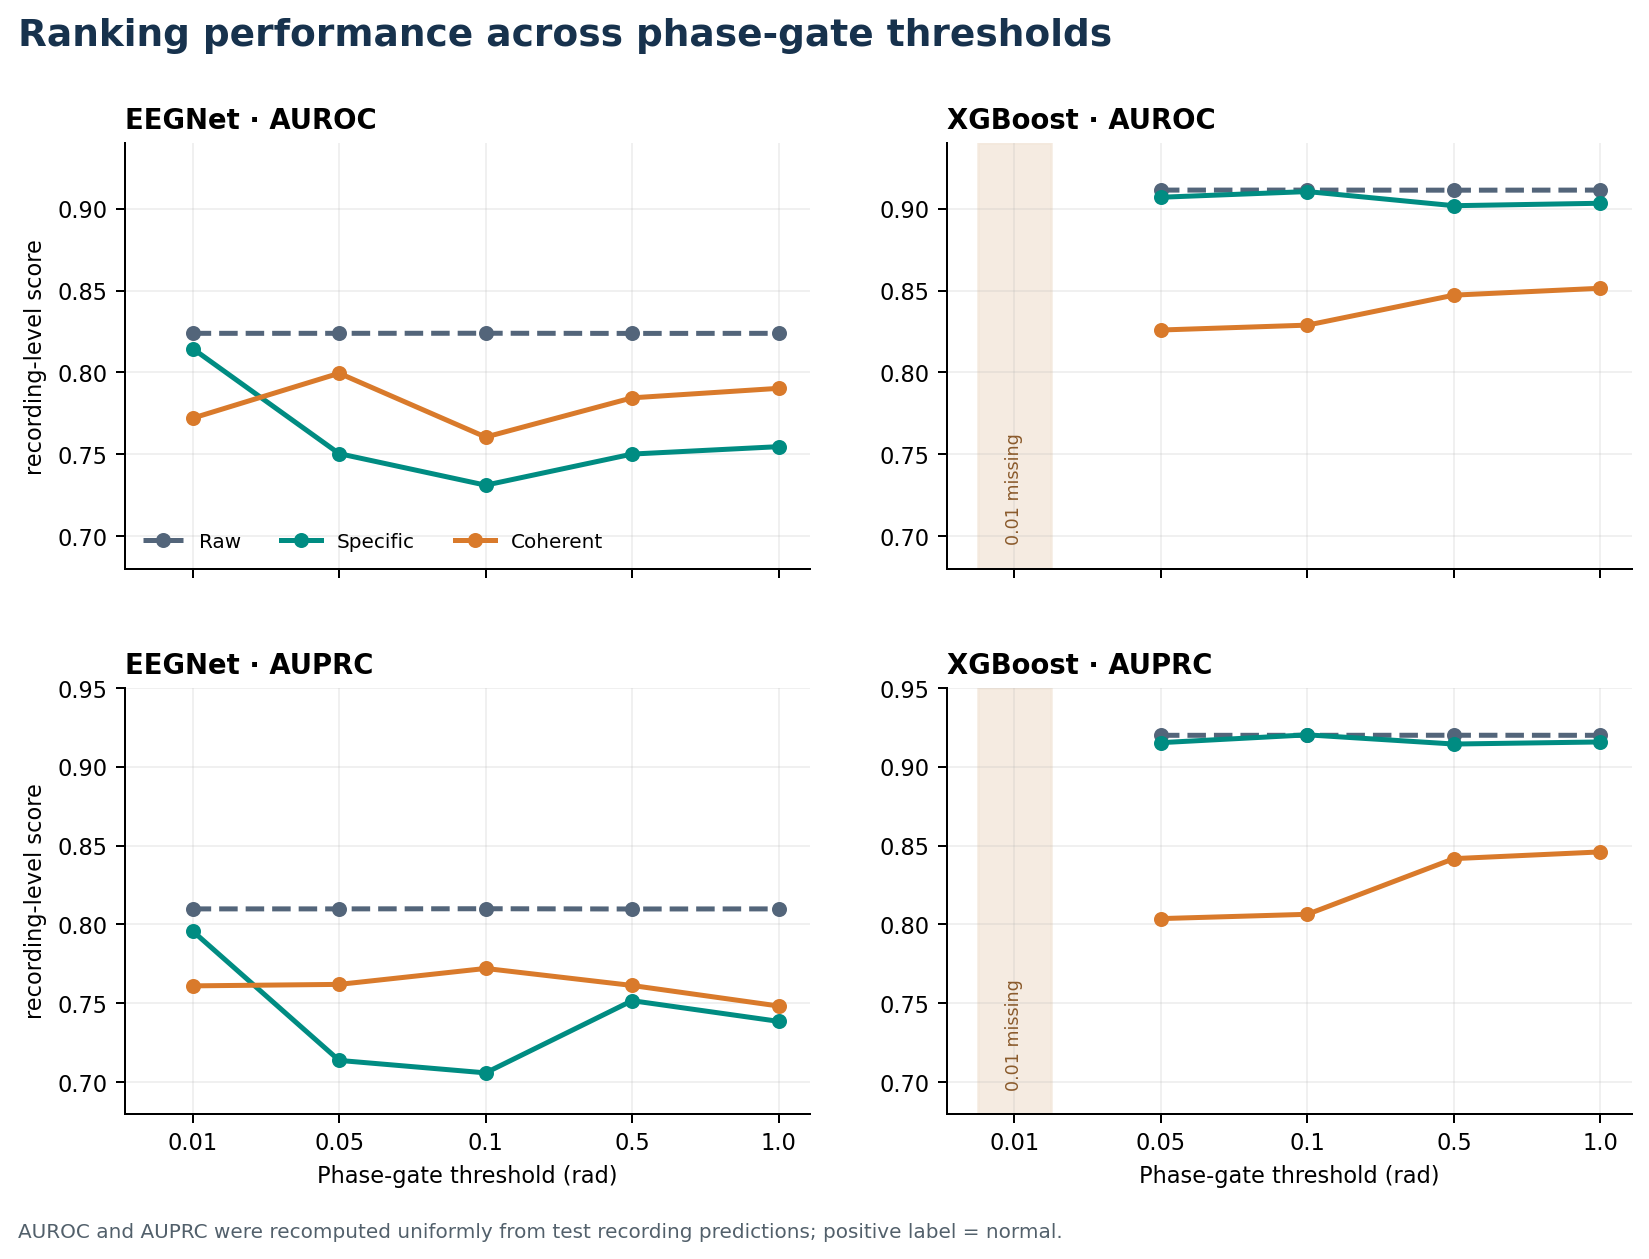 Ranking performance across phase-gate thresholds
EEGNet · AUROC
recording-level score
0.90
0.85
0.80
0.75
0.70
Raw
Specific
Coherent
XGBoost · AUROC
0.90
0.85
0.80
0.75
0.70
0.01 missing
EEGNet · AUPRC
recording-level score
0.95
0.90
0.85
0.80
0.75
0.70
0.01 0.05 0.1 0.5 1.0
Phase-gate threshold (rad)
XGBoost · AUPRC
0.95
0.90
0.85
0.80
0.75
0.70
0.01 missing
0.01 0.05 0.1 0.5 1.0
Phase-gate threshold (rad)
AUROC and AUPRC were recomputed uniformly from test recording predictions; positive label = normal.